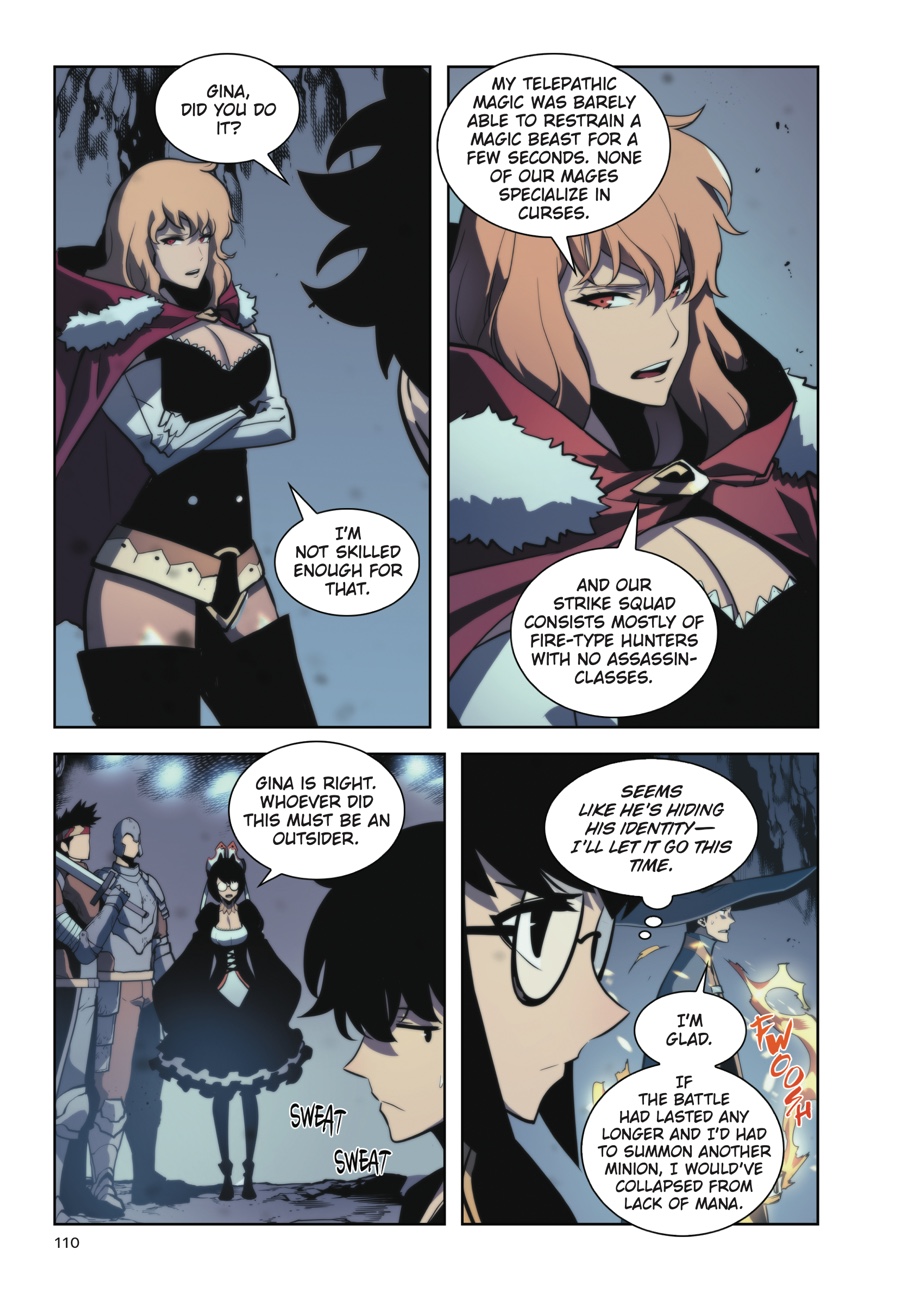 GINA,
DID YOU DO
IT?
I'M
NOT SKILLED
ENOUGH FOR
THAT.
MY TELEPATHIC
MAGIC WAS BARELY
ABLE TO RESTRAIN A
MAGIC BEAST FOR A
FEW SECONDS. NONE
OF OUR MAGES
SPECIALIZE IN
CURSES.
AND OUR
STRIKE SQUAD
CONSISTS MOSTLY OF
FIRE-TYPE HUNTERS
WITH NO ASSASSIN-
CLASSES.
GINA IS RIGHT.
WHOEVER DID
THIS MUST BE AN
OUTSIDER.
SWEAT
SWEAT
SEEMS
LIKE HE'S HIDING
HIS IDENTITY—
I'LL LET IT GO THIS
TIME.
I'M
GLAD.
FWOOSH
IF
THE BATTLE
HAD LASTED ANY
LONGER AND I'D HAD
TO SUMMON ANOTHER
MINION, I WOULD'VE
COLLAPSED FROM
LACK OF MANA.
110